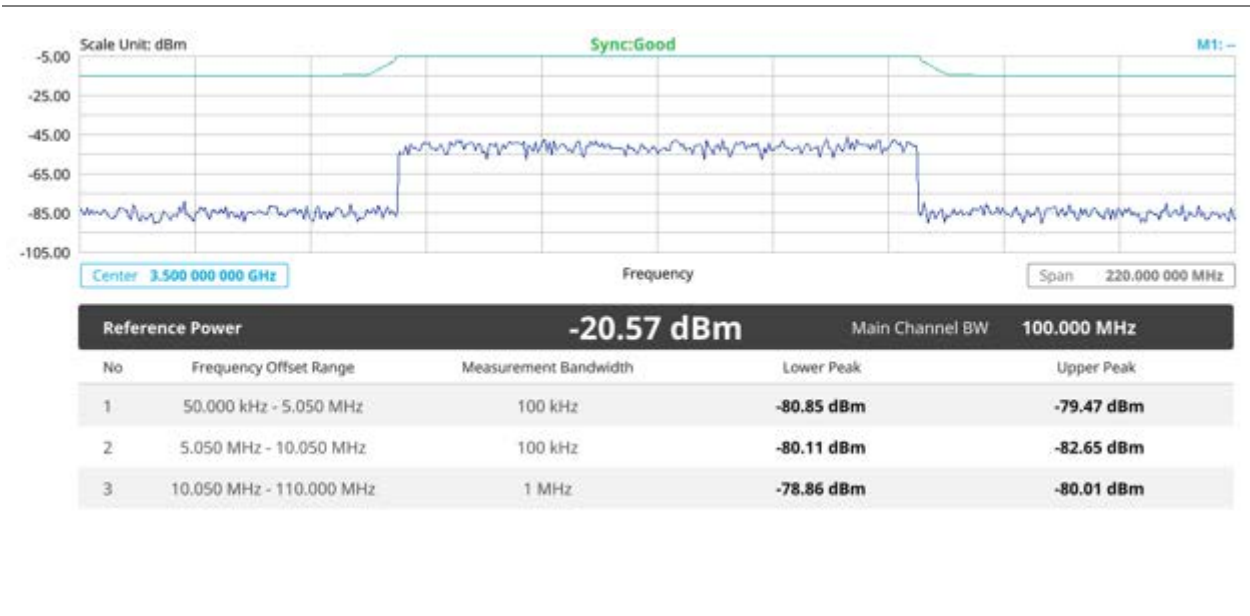 Scale Unit: dBm Sync:Good M1: --
-5.00
-25.00
-45.00
-65.00
-85.00
-105.00
Center 3.500 000 000 GHz Frequency Span 220.000 000 MHz
Reference Power -20.57 dBm Main Channel BW 100.000 MHz
No Frequency Offset Range Measurement Bandwidth Lower Peak Upper Peak
1 50.000 kHz - 5.050 MHz 100 kHz -80.85 dBm -79.47 dBm
2 5.050 MHz - 10.050 MHz 100 kHz -80.11 dBm -82.65 dBm
3 10.050 MHz - 110.000 MHz 1 MHz -78.86 dBm -80.01 dBm